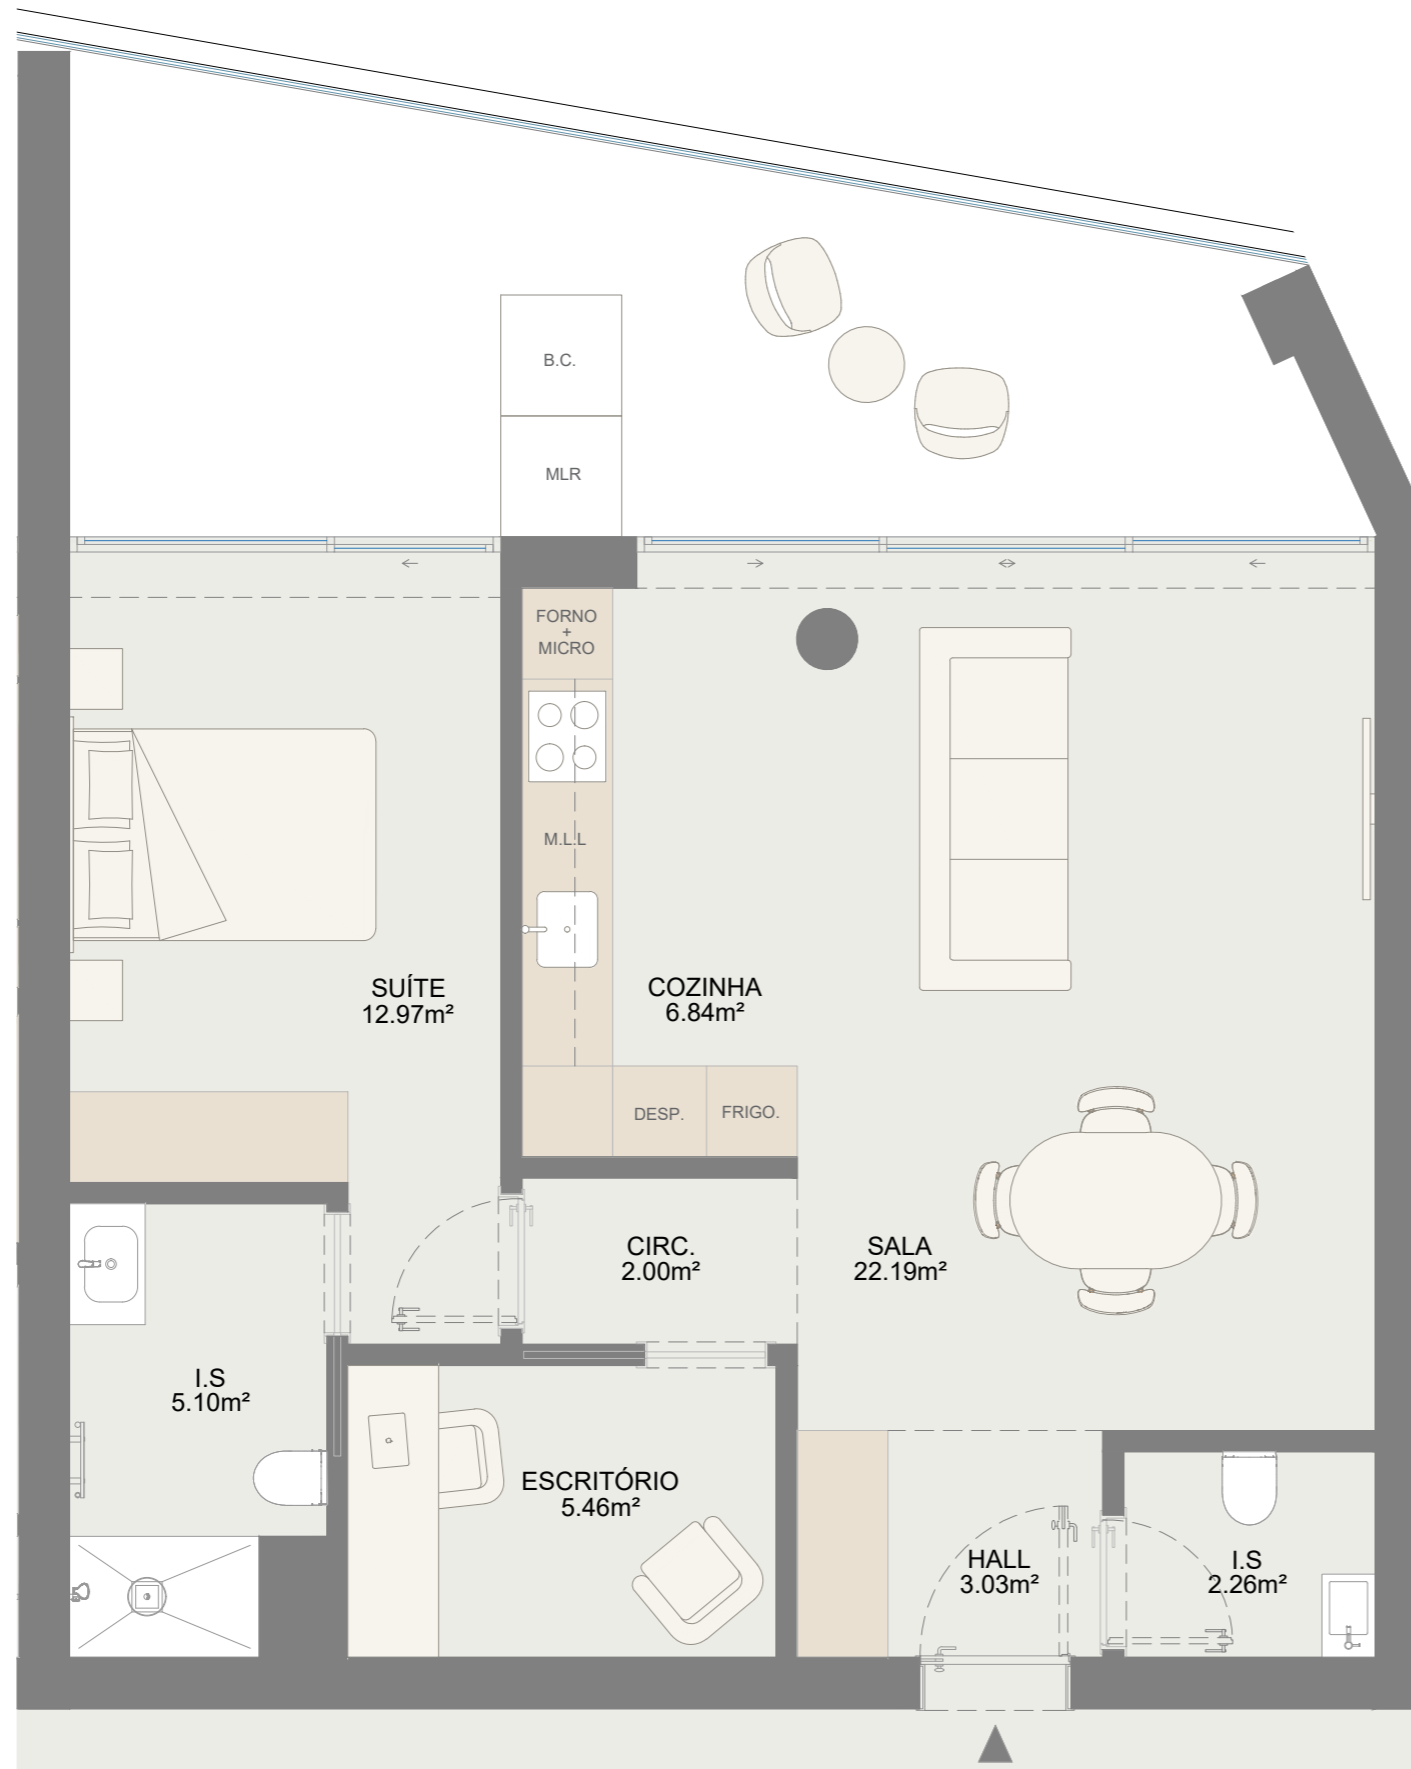 B.C.
MLR
FORNO
+
MICRO
M.L.L
SUÍTE
12.97m²
COZINHA
6.84m²
DESP.
FRIGO.
CIRC.
2.00m²
SALA
22.19m²
I.S
5.10m²
ESCRITÓRIO
5.46m²
HALL
3.03m²
I.S
2.26m²